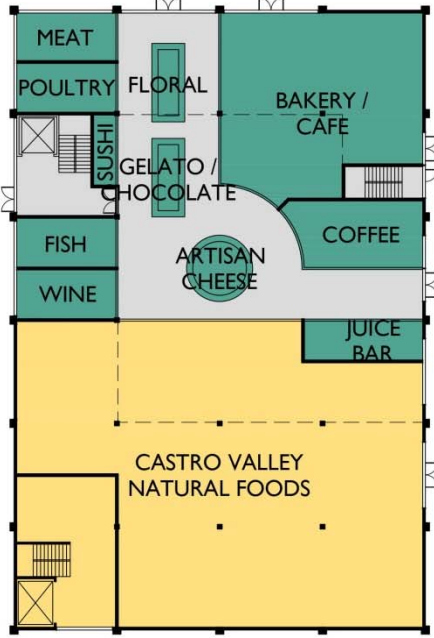 MEAT
POULTRY
FLORAL
BAKERY /
CAFE
SUSHI
GELATO /
CHOCOLATE
FISH
WINE
ARTISAN
CHEESE
COFFEE
JUICE
BAR
CASTRO VALLEY
NATURAL FOODS